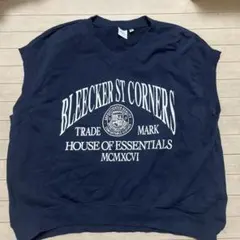 BLEECKER ST CORNERS
TRADE MARK
HOUSE OF ESSENTIALS
MCMXCVI